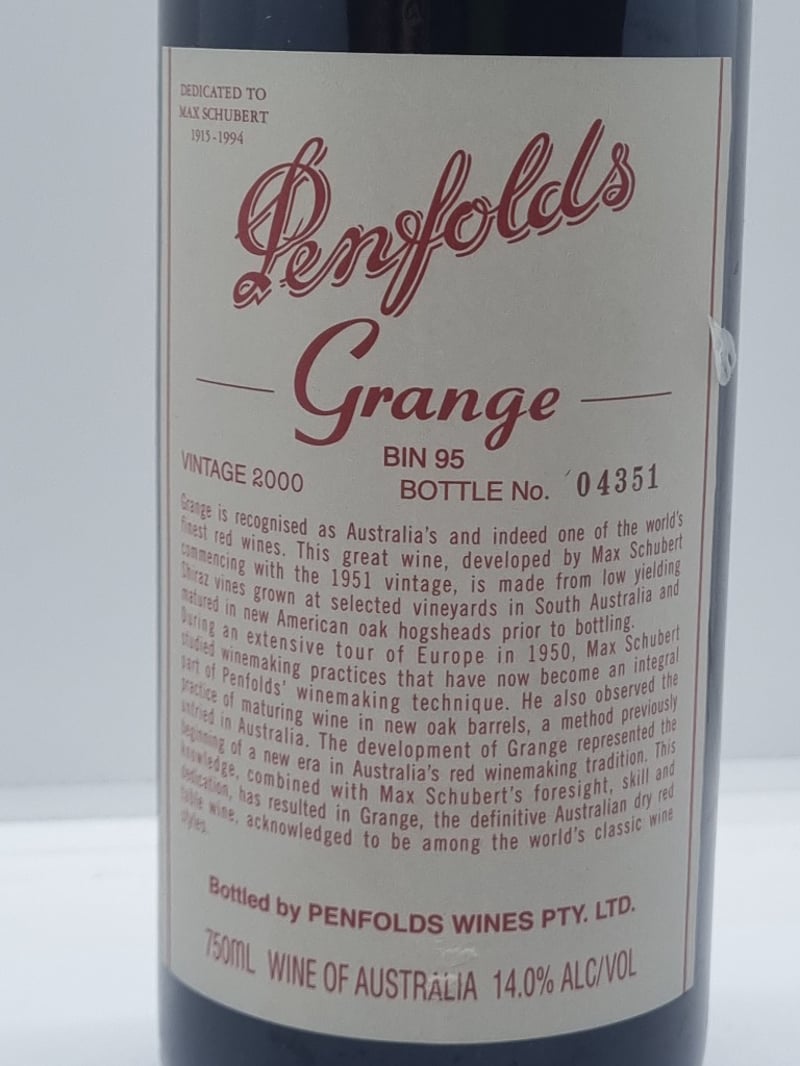 DEDICATED TO
MAX SCHUBERT
1915-1994
Penfolds
Grange
BIN 95
VINTAGE 2000
BOTTLE No. 04351
Grange is recognised as Australia's and indeed one of the world's
finest red wines. This great wine, developed by Max Schubert
commencing with the 1951 vintage, is made from low yielding
Shiraz vines grown at selected vineyards in South Australia and
matured in new American oak hogsheads prior to bottling.
During an extensive tour of Europe in 1950, Max Schubert
studied winemaking practices that have now become an integral
part of Penfolds' winemaking technique. He also observed the
practice of maturing wine in new oak barrels, a method previously
untried in Australia. The development of Grange represented the
beginning of a new era in Australia's red winemaking tradition. This
knowledge, combined with Max Schubert's foresight, skill and
dedication, has resulted in Grange, the definitive Australian dry red
table wine, acknowledged to be among the world's classic wine
styles.
Bottled by PENFOLDS WINES PTY. LTD.
750ML WINE OF AUSTRALIA 14.0% ALC/VOL